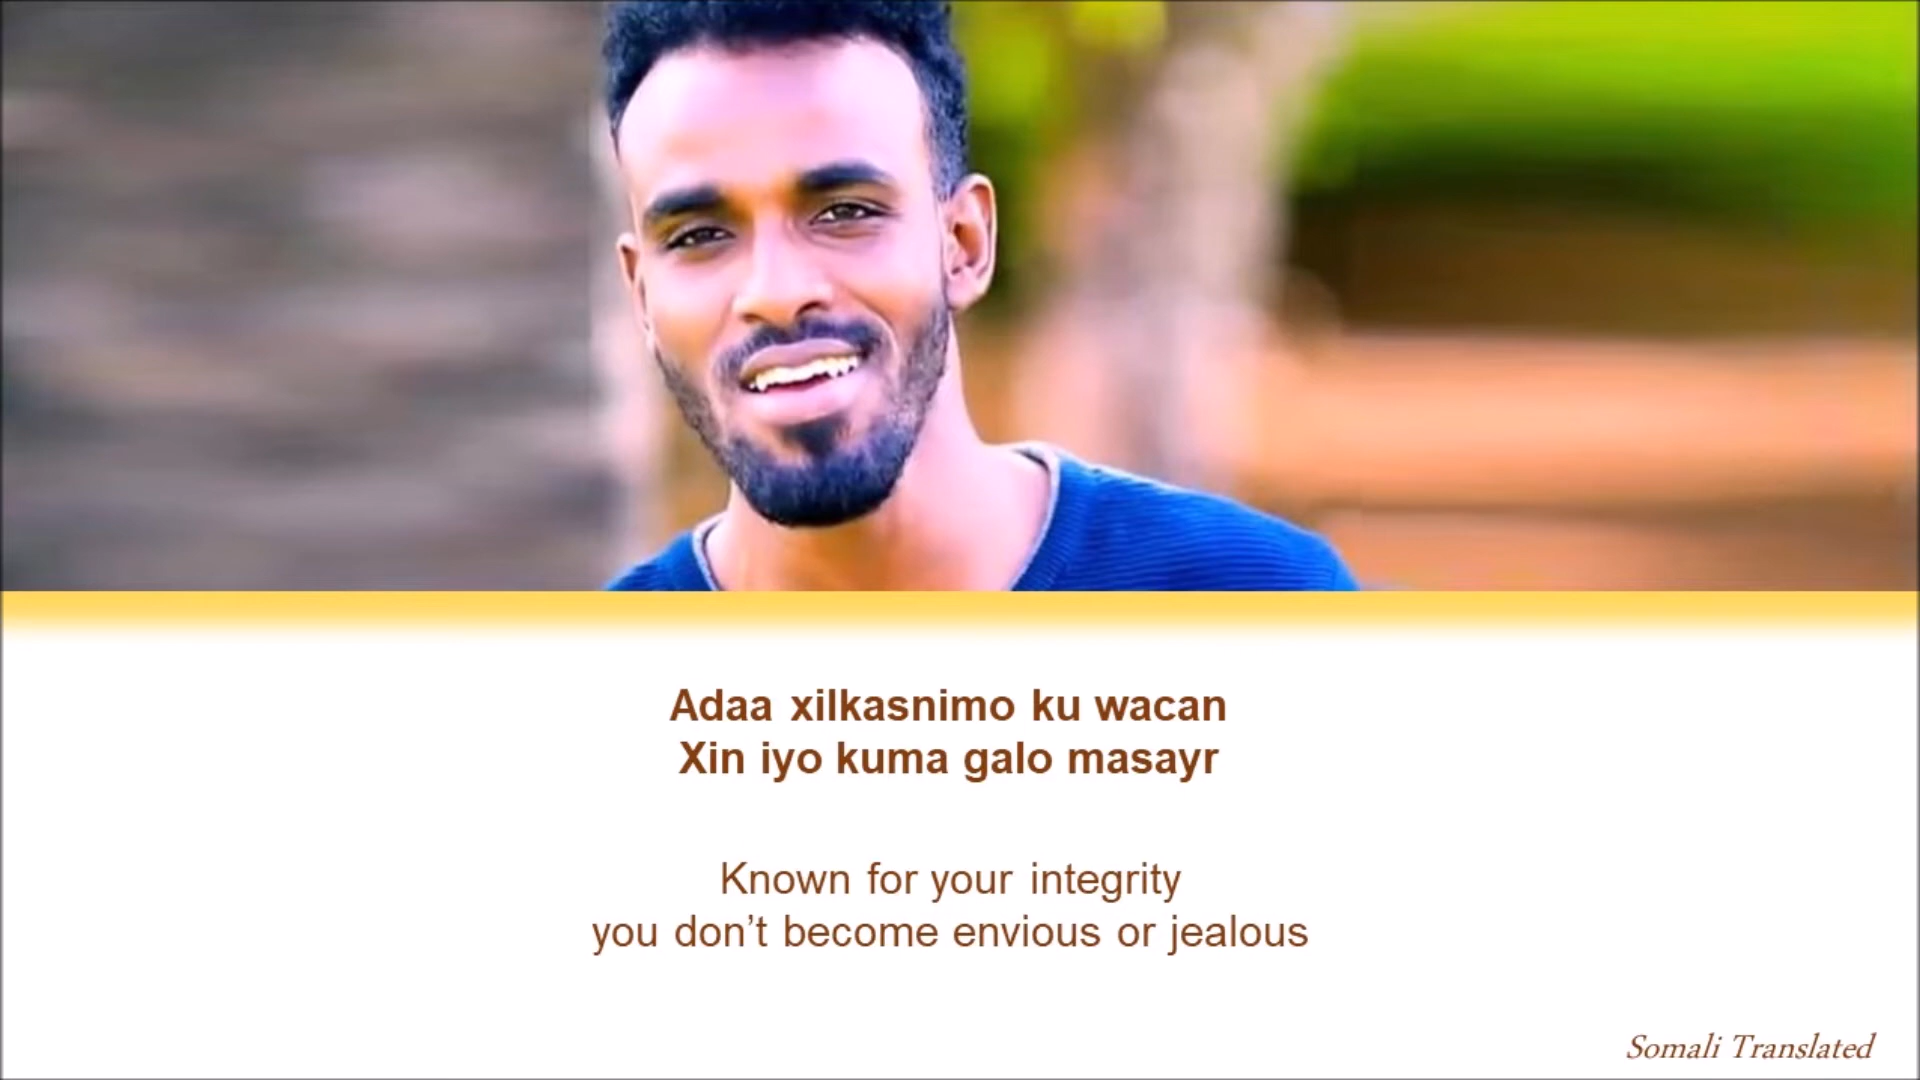 Adaa xilkasnimo ku wacan
Xin iyo kuma galo masayr
Known for your integrity
you don’t become envious or jealous
Somali Translated